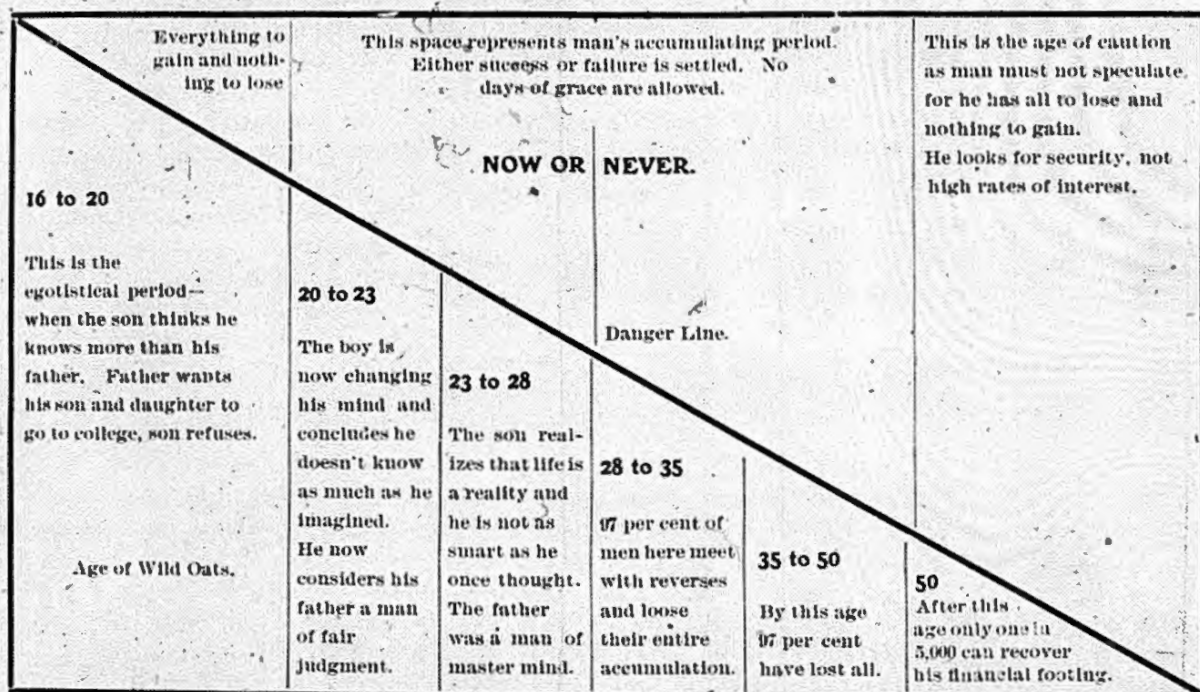 Everything to
gain and noth-
ing to lose
This space represents man's accumulating period.
Either success or failure is settled. No
days of grace are allowed.
NOW OR NEVER.
This is the age of caution
as man must not speculate,
for he has all to lose and
nothing to gain.
He looks for security, not
high rates of interest.
16 to 20
This is the
egotistical period—
when the son thinks he
knows more than his
father. Father wants
his son and daughter to
go to college, son refuses.
Age of Wild Oats.
20 to 23
The boy is
now changing
his mind and
concludes he
doesn't know
as much as he
imagined.
He now
considers his
father a man
of fair
judgment.
23 to 28
The son real-
izes that life is
a reality and
he is not as
smart as he
once thought.
The father
was a man of
master mind.
Danger Line.
28 to 35
97 per cent of
men here meet
with reverses
and loose
their entire
accumulation.
35 to 50
By this age
97 per cent
have lost all.
50
After this
age only one in
5,000 can recover
his financial footing.